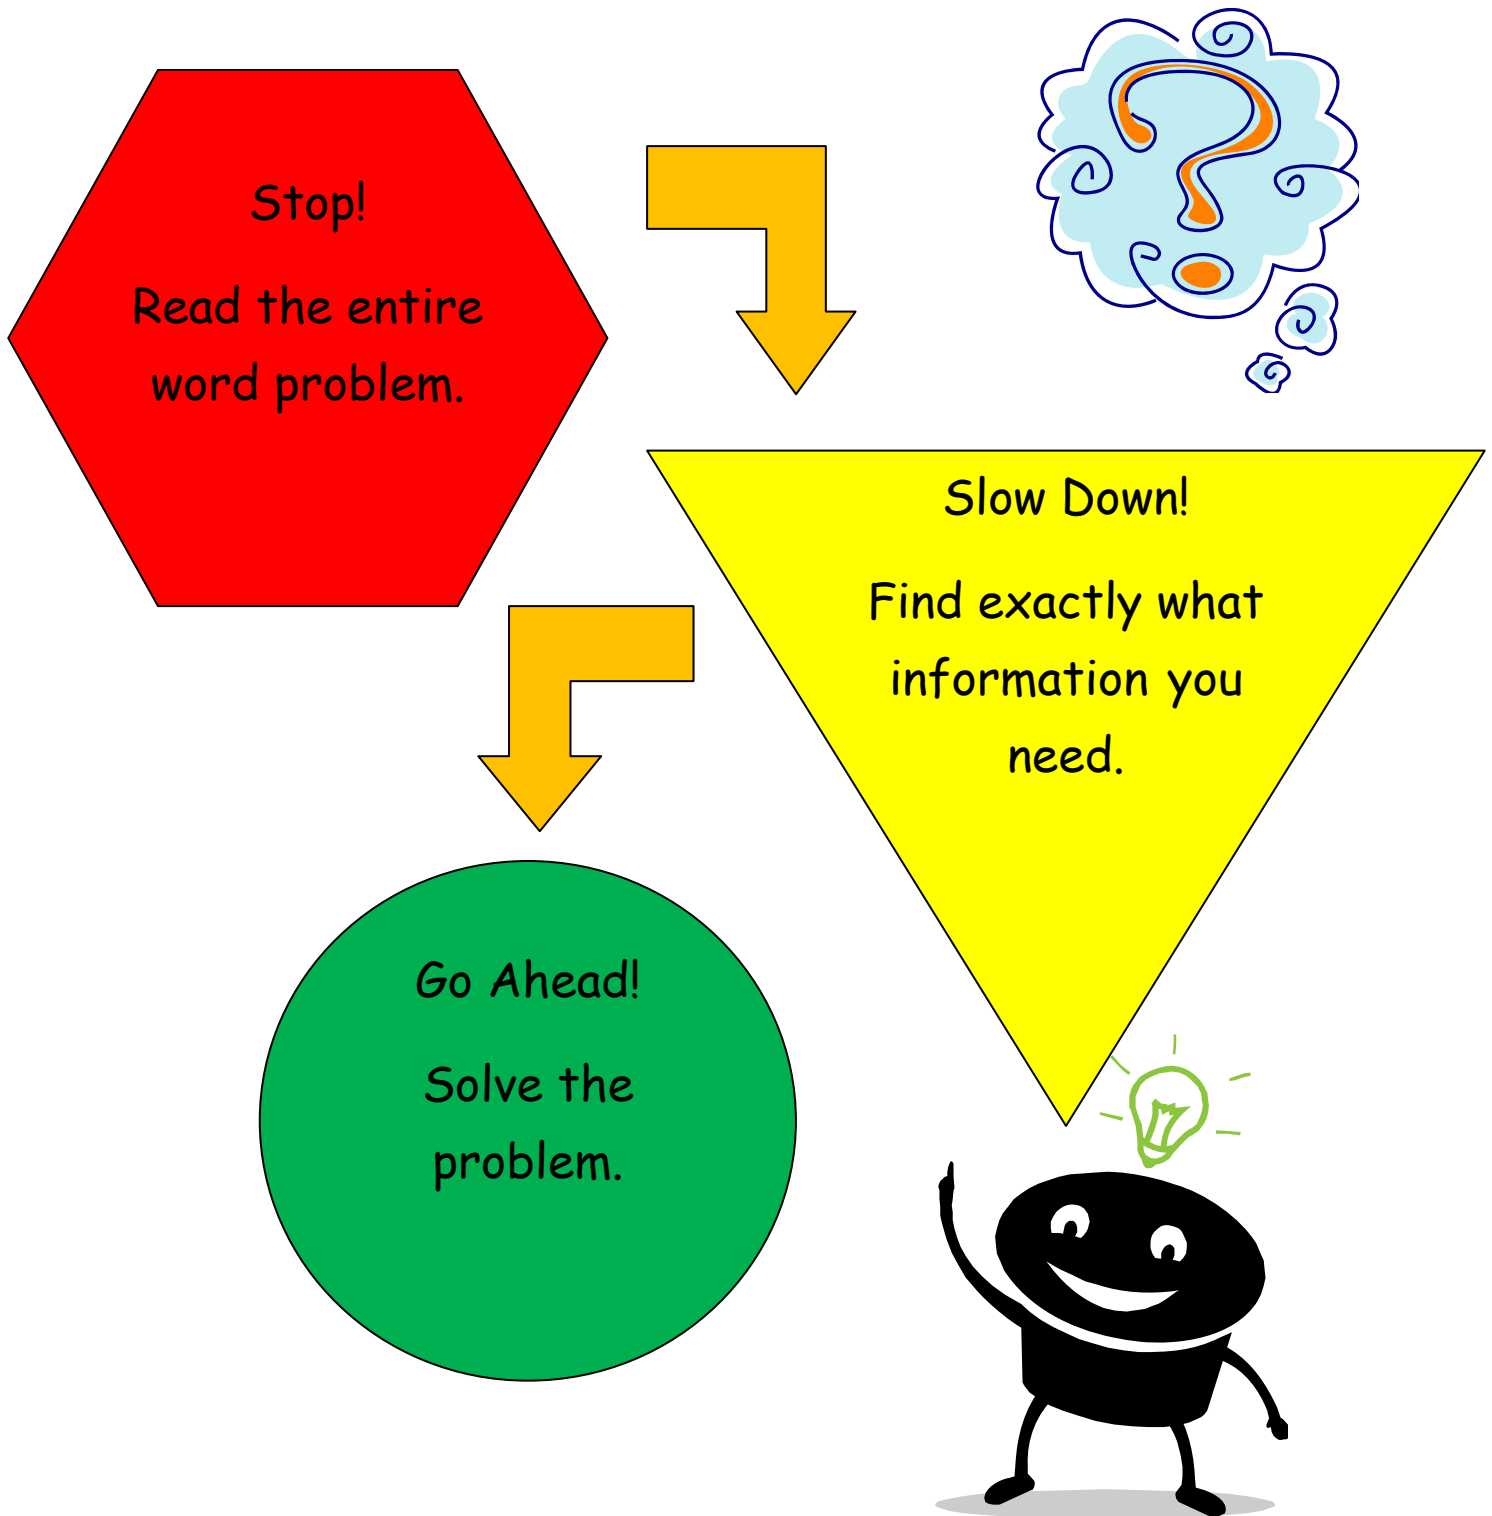 Stop!
Read the entire
word problem.
Slow Down!
Find exactly what
information you
need.
Go Ahead!
Solve the
problem.